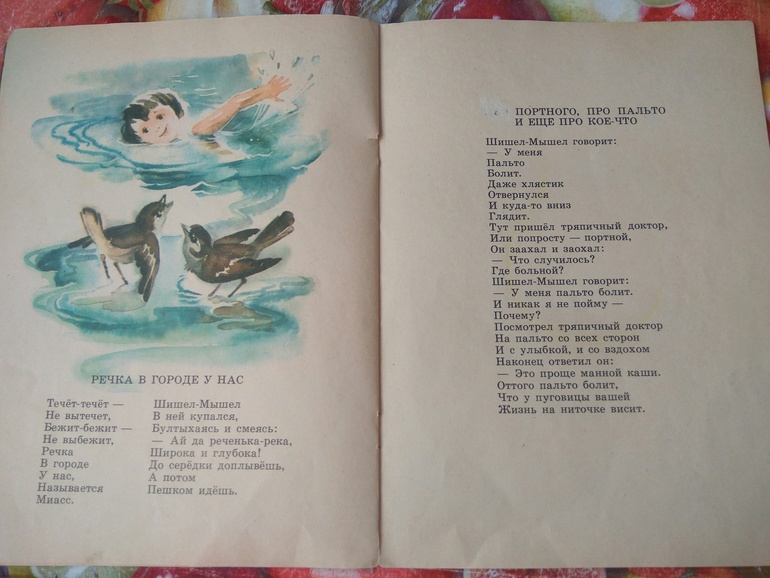 РЕЧКА В ГОРОДЕ У НАС
Течёт-течёт —
Не вытечет,
Бежит-бежит —
Не выбежит,
Речка
В городе
У нас,
Называется
Миасс.
Шишел-Мышел
В ней купался,
Бултыхаясь и смеясь:
— Ай да реченька-река,
Широка и глубока!
До серёдки доплывёшь,
А потом
Пешком идёшь.
ПОРТНОГО, ПРО ПАЛЬТО
И ЕЩЕ ПРО КОЕ-ЧТО
Шишел-Мышел говорит:
— У меня
Пальто
Болит.
Даже хлястик
Отвернулся
И куда-то вниз
Глядит.
Тут пришёл тряпичный доктор,
Или попросту — портной,
Он заахал и заохал:
— Что случилось?
Где больной?
Шишел-Мышел говорит:
— У меня пальто болит.
И никак я не пойму —
Почему?
Посмотрел тряпичный доктор
На пальто со всех сторон
И с улыбкой, и со вздохом
Наконец ответил он:
— Это проще манной каши.
Оттого пальто болит,
Что у пуговицы вашей
Жизнь на ниточке висит.